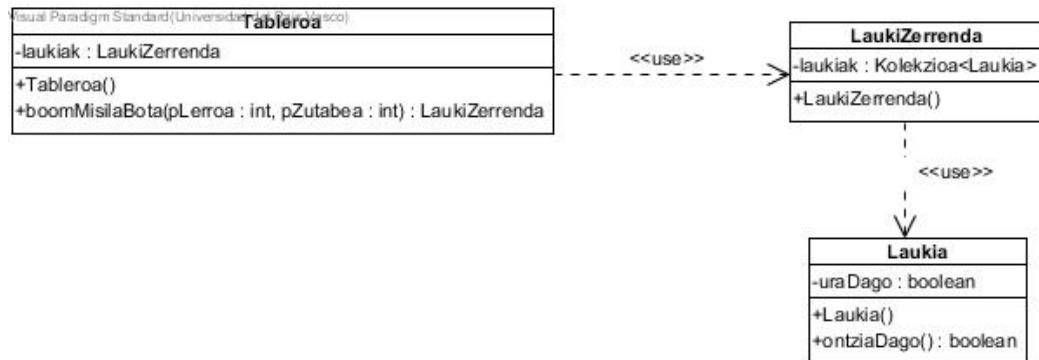 Visual Paradigm Standard(Universidad del Pais Vasco)
Tableroa
-laukiak : LaukiZerrenda
+Tableroa()
+boomMisilaBota(pLerroa : int, pZutabea : int) : LaukiZerrenda
<<use>>
LaukiZerrenda
-laukiak : Kolekzioa<Laukia>
+LaukiZerrenda()
<<use>>
Laukia
-uraDago : boolean
+Laukia()
+ontziaDago() : boolean